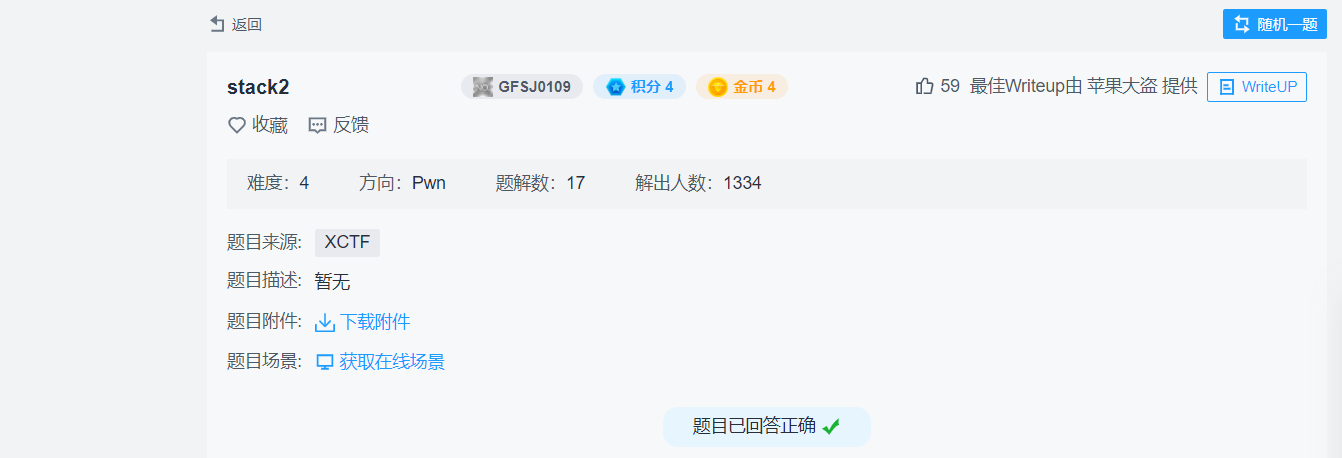 返回
随机一题
stack2 GFSJ0109 积分 4 金币 4 59 最佳Writeup由 苹果大盗 提供 WriteUP
收藏 反馈
难度：4 方向：Pwn 题解数：17 解出人数：1334
题目来源: XCTF
题目描述: 暂无
题目附件: 下载附件
题目场景: 获取在线场景
题目已回答正确